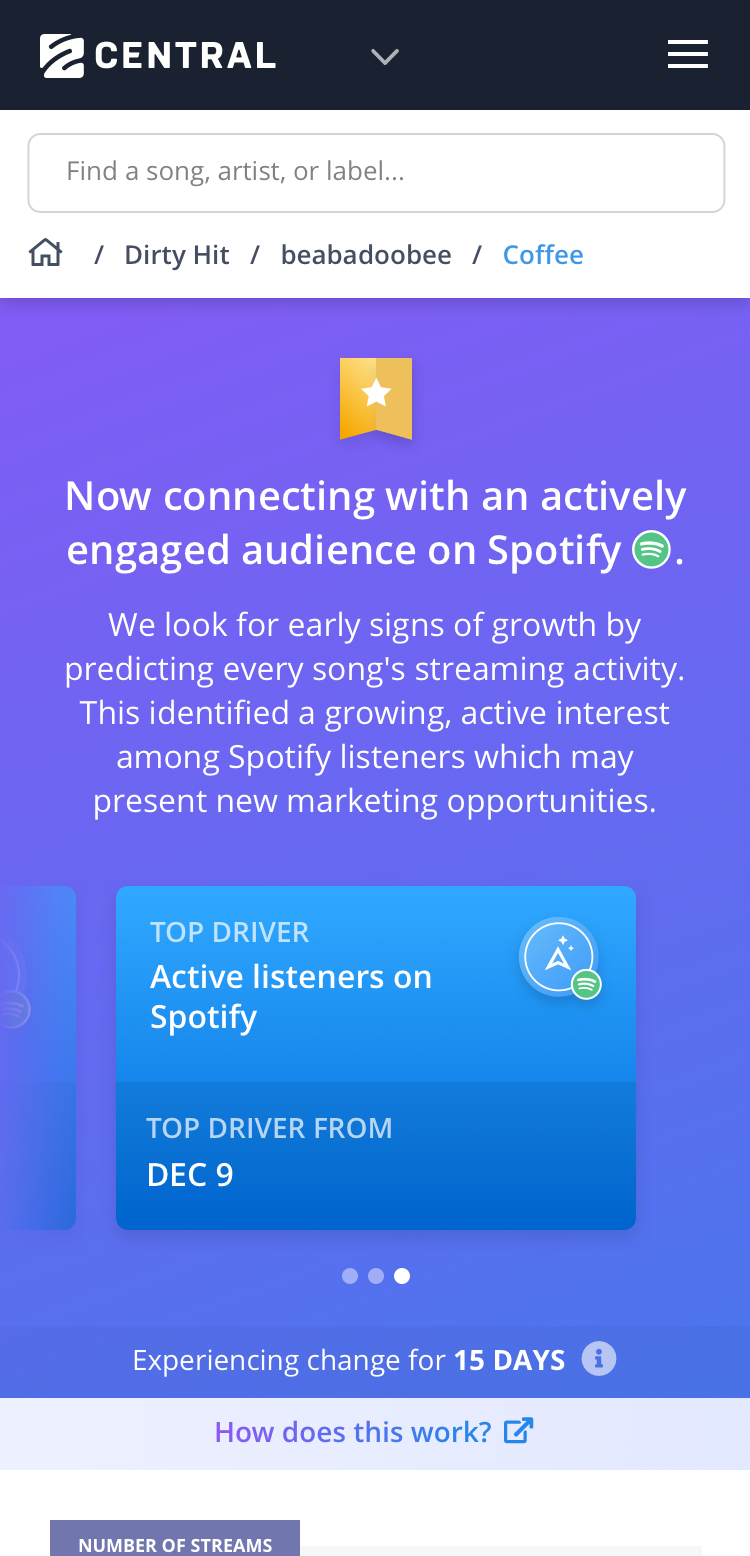 CENTRAL
Find a song, artist, or label...
/ Dirty Hit / beabadoobee / Coffee
Now connecting with an actively
engaged audience on Spotify .
We look for early signs of growth by
predicting every song's streaming activity.
This identified a growing, active interest
among Spotify listeners which may
present new marketing opportunities.
TOP DRIVER
Active listeners on
Spotify
TOP DRIVER FROM
DEC 9
Experiencing change for 15 DAYS
How does this work?
NUMBER OF STREAMS